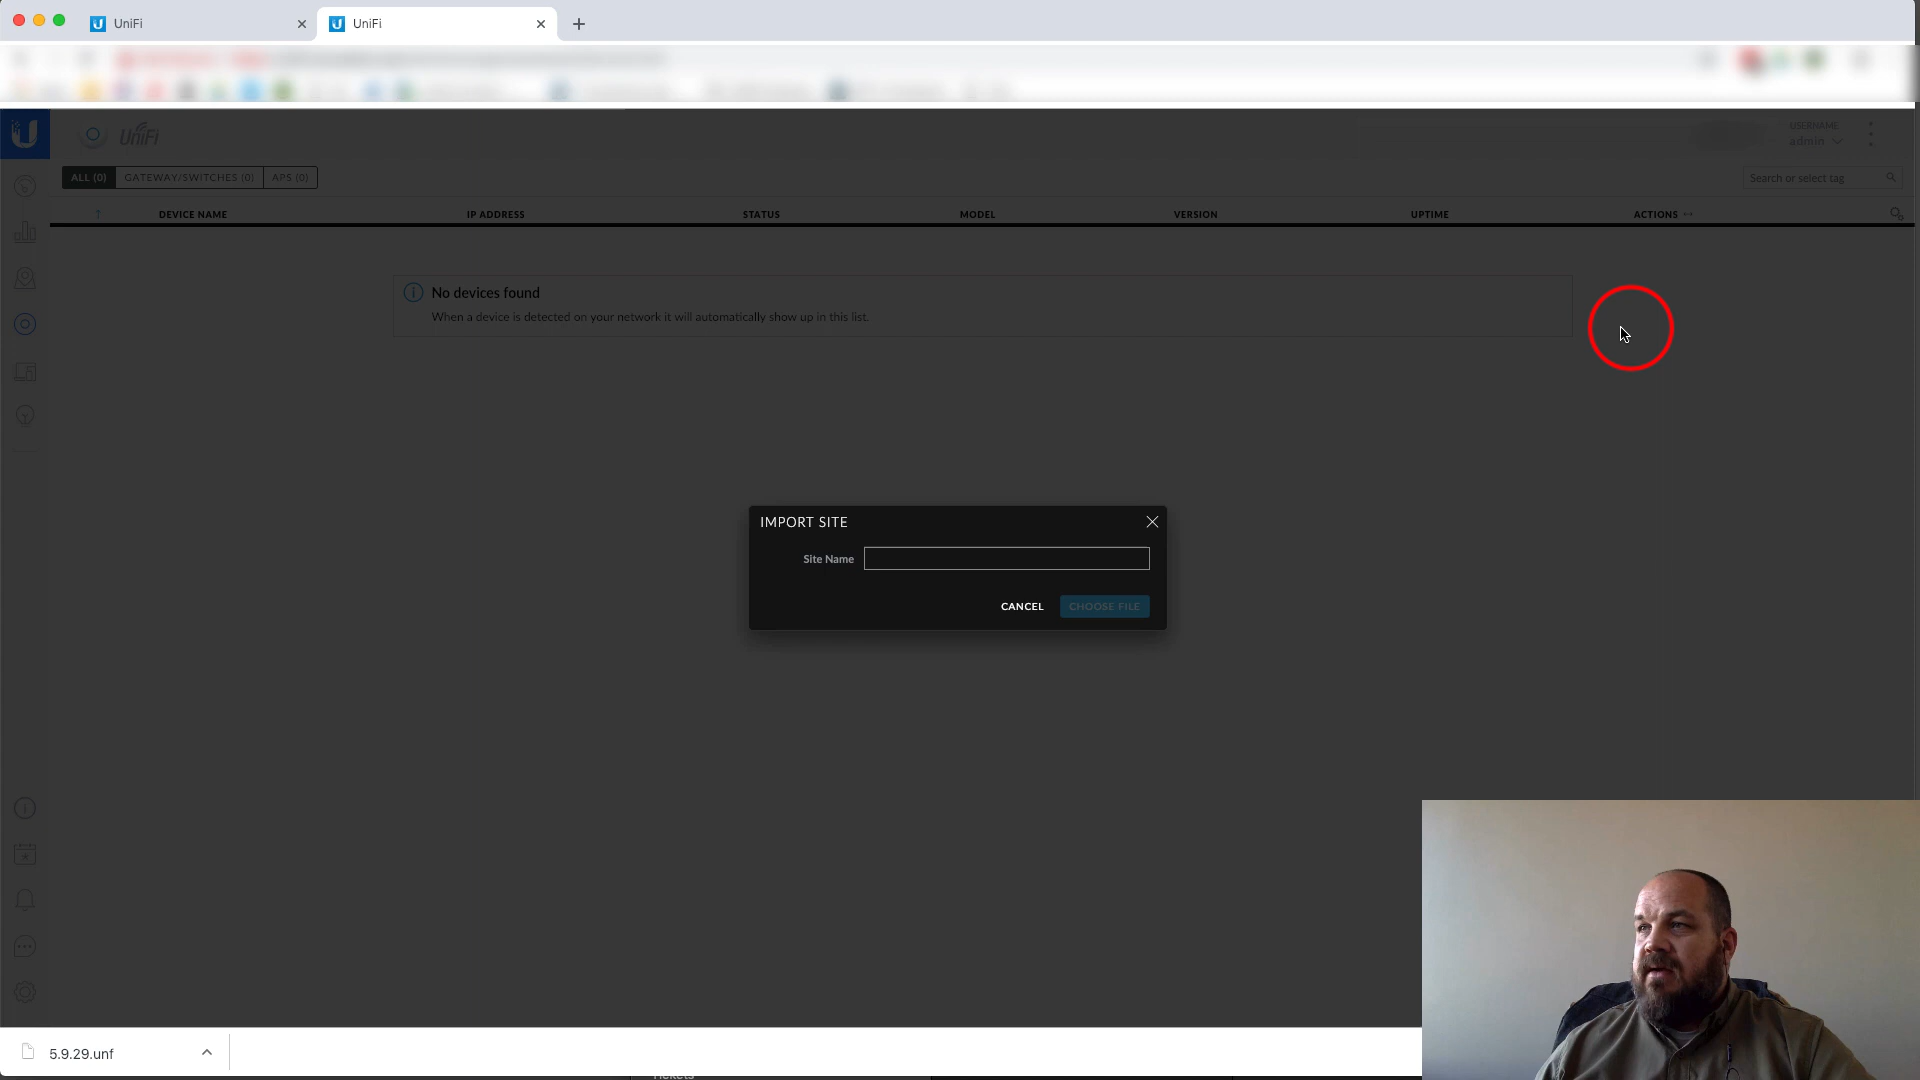 UniFi
UniFi
UniFi
USERNAME
admin
ALL (0) GATEWAY/SWITCHES (0) APS (0)
Search or select tag
DEVICE NAME IP ADDRESS STATUS MODEL VERSION UPTIME ACTIONS
No devices found
When a device is detected on your network it will automatically show up in this list.
IMPORT SITE
Site Name
CANCEL CHOOSE FILE
5.9.29.unf